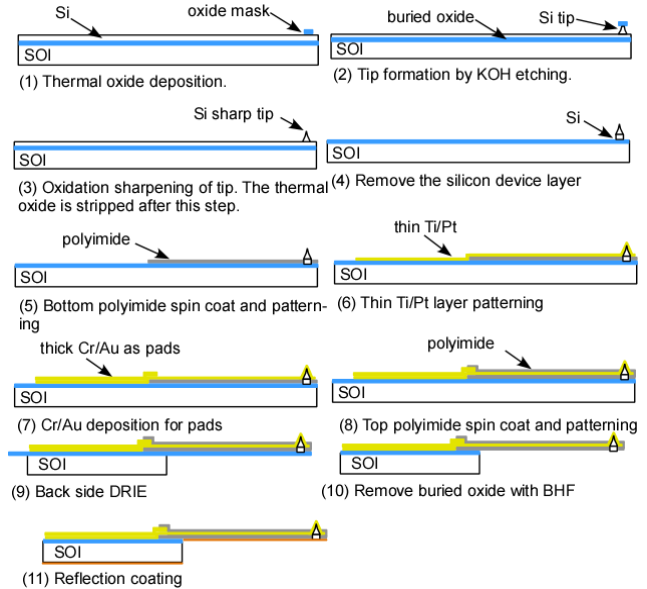 Si
oxide mask
SOI
(1) Thermal oxide deposition.
buried oxide
Si tip
SOI
(2) Tip formation by KOH etching.
Si sharp tip
SOI
(3) Oxidation sharpening of tip. The thermal
oxide is stripped after this step.
Si
SOI
(4) Remove the silicon device layer
polyimide
SOI
(5) Bottom polyimide spin coat and pattern-
ing
thin Ti/Pt
SOI
(6) Thin Ti/Pt layer patterning
thick Cr/Au as pads
SOI
(7) Cr/Au deposition for pads
polyimide
SOI
(8) Top polyimide spin coat and patterning
SOI
(9) Back side DRIE
SOI
(10) Remove buried oxide with BHF
SOI
(11) Reflection coating